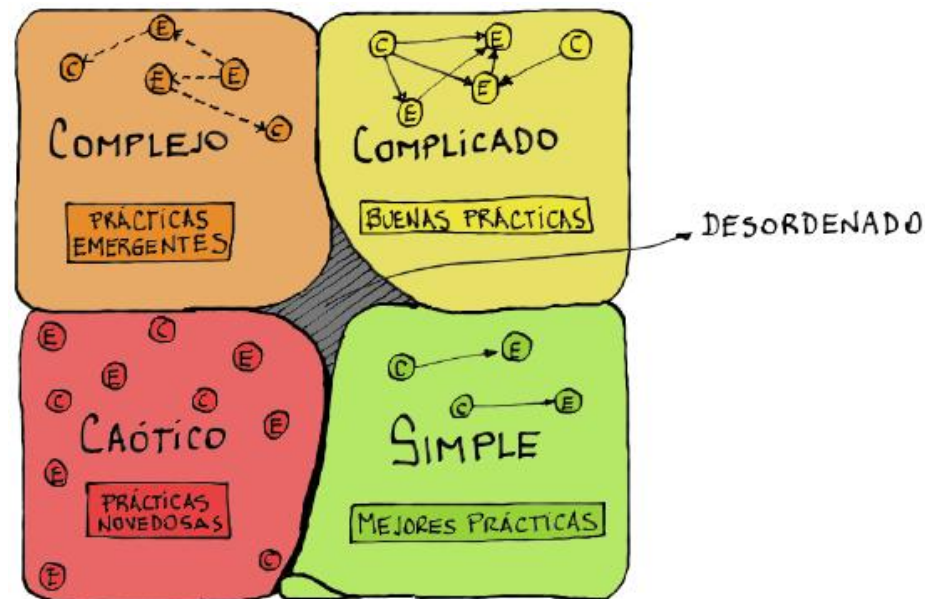 E
C
E
E
C
COMPLEJO
PRÁCTICAS
EMERGENTES
C
E
C
E
E
COMPLICADO
BUENAS PRÁCTICAS
DESORDENADO
E
C
E
E
C
C
E
CAÓTICO
E
PRÁCTICAS
NOVEDOSAS
C
E
C
E
C
E
SIMPLE
MEJORES PRÁCTICAS